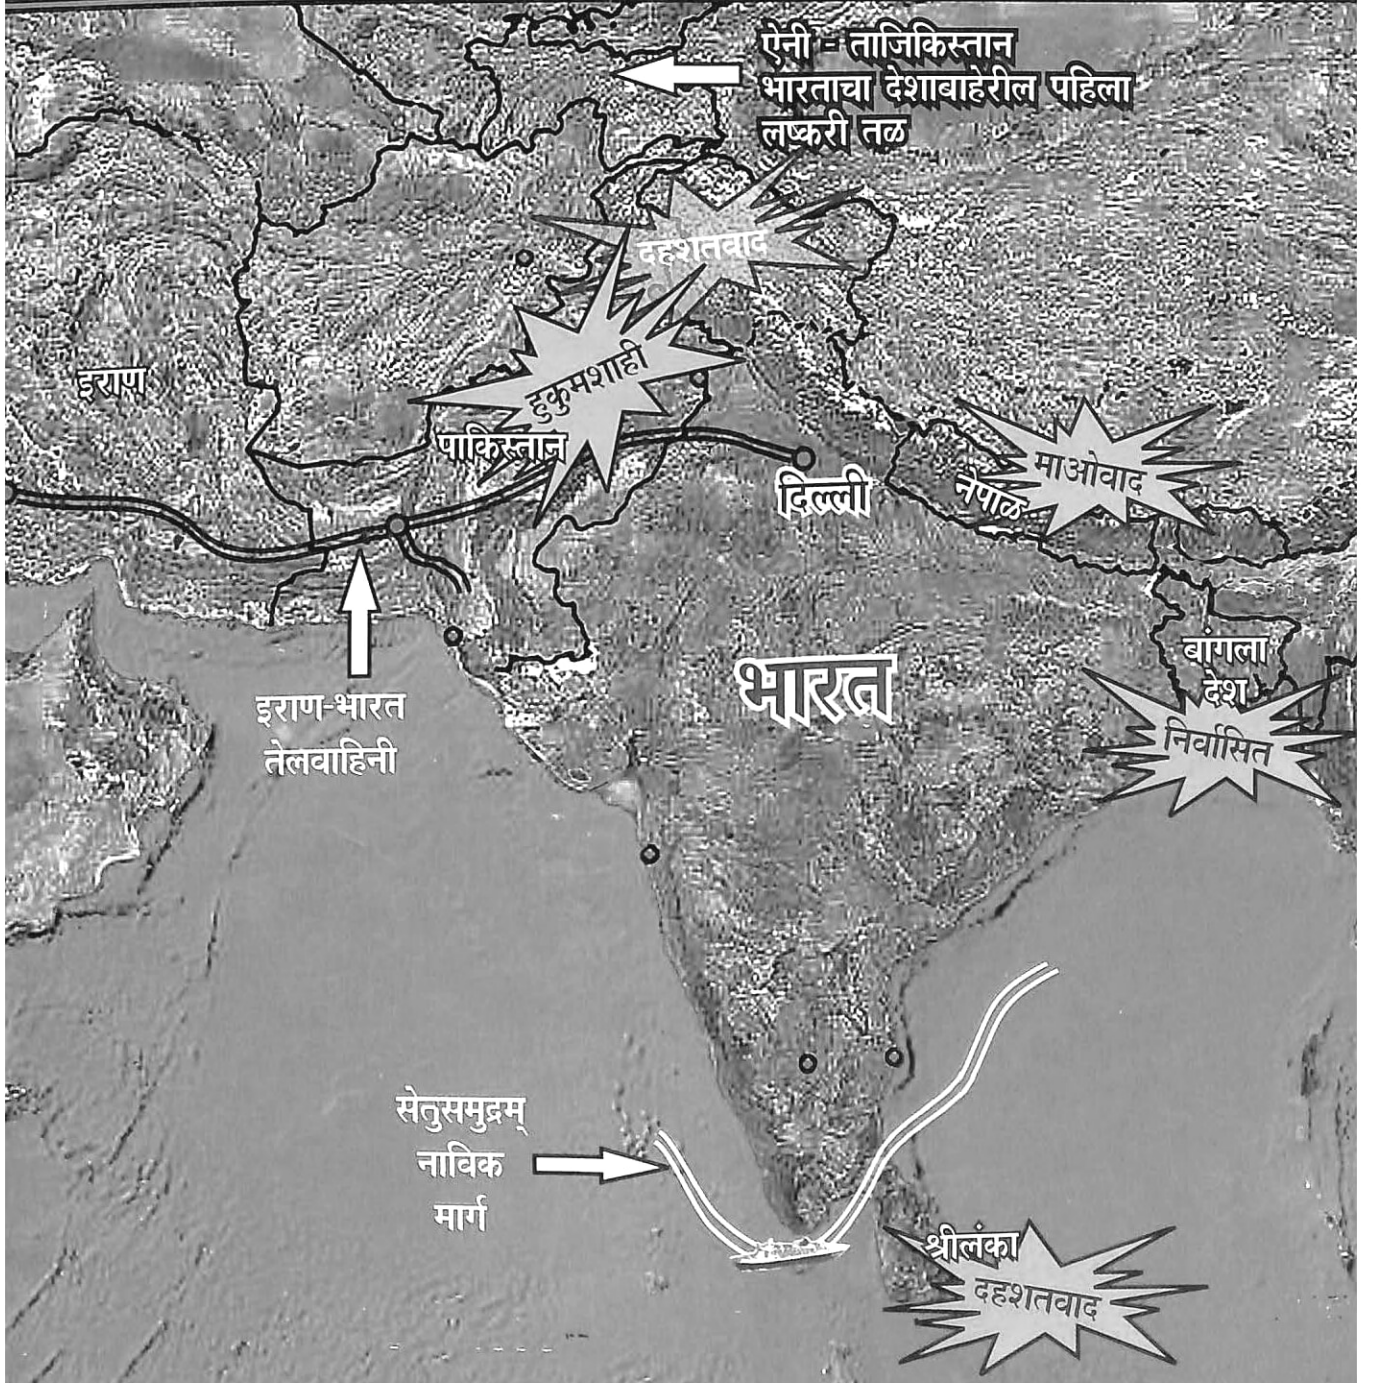 ऐनी - ताजिकिस्तान
भारताचा देशाबाहेरील पहिला
लष्करी तळ
दहशतवाद
हुकुमशाही
इराण
पाकिस्तान
दिल्ली
माओवाद
नेपाळ
बांगला
देश
निर्वासित
भारत
इराण-भारत
तेलवाहिनी
सेतुसमुद्रम्
नाविक
मार्ग
श्रीलंका
दहशतवाद